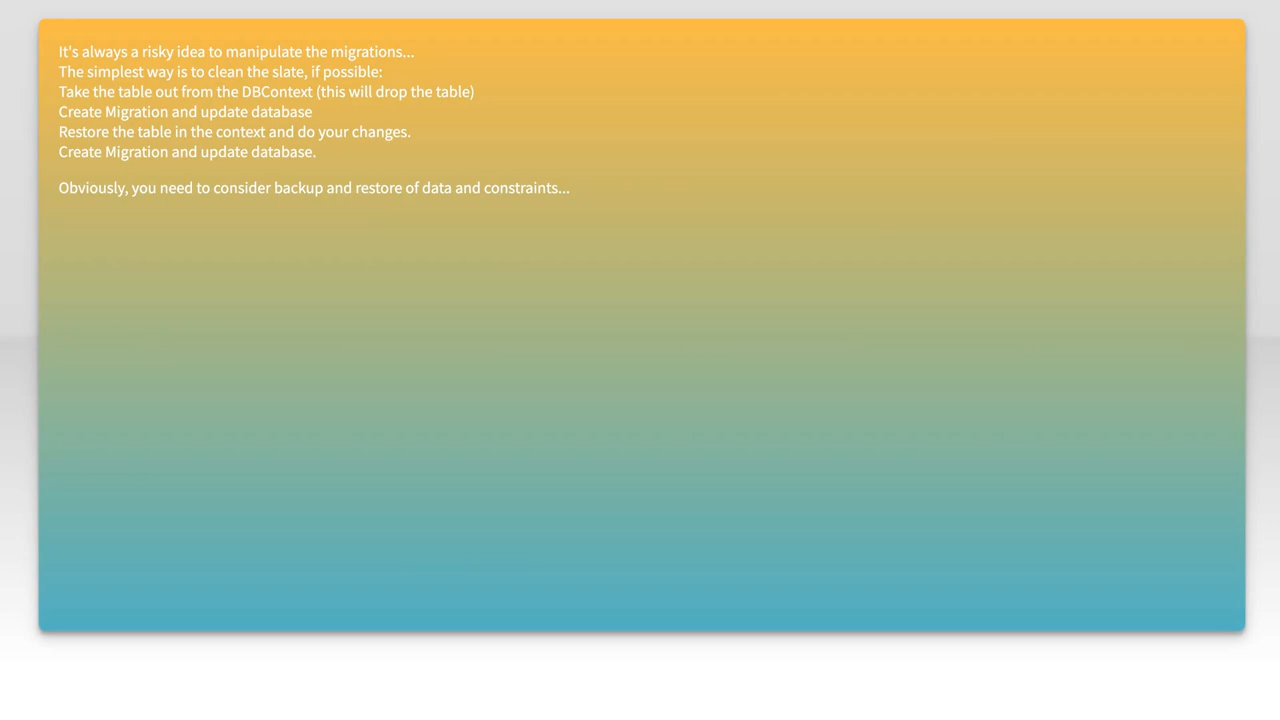 It's always a risky idea to manipulate the migrations...
The simplest way is to clean the slate, if possible:
Take the table out from the DBContext (this will drop the table)
Create Migration and update database
Restore the table in the context and do your changes.
Create Migration and update database.
Obviously, you need to consider backup and restore of data and constraints...